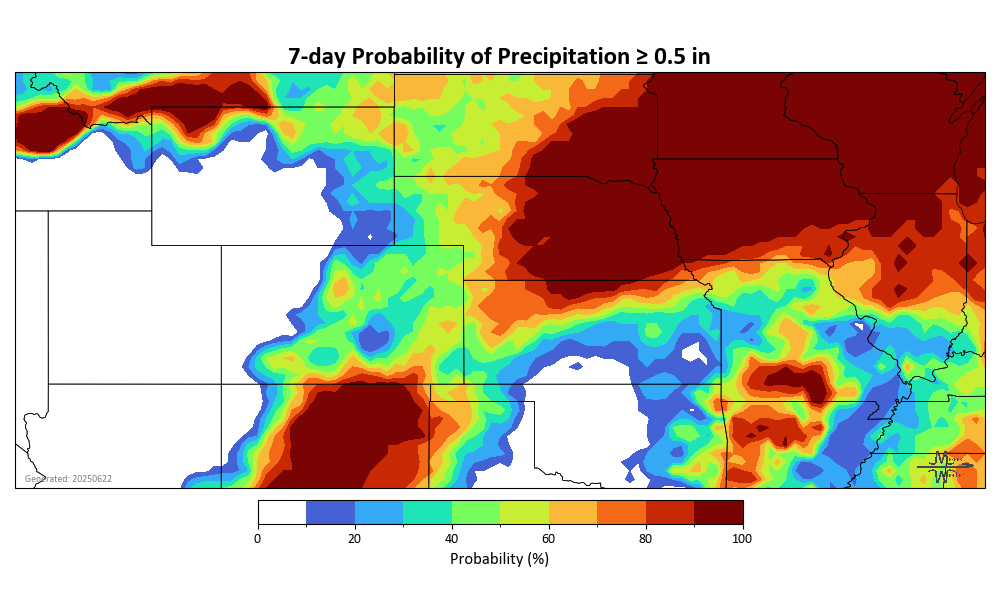 7-day Probability of Precipitation ≥ 0.5 in
Generated: 20250622
0 20 40 60 80 100
Probability (%)